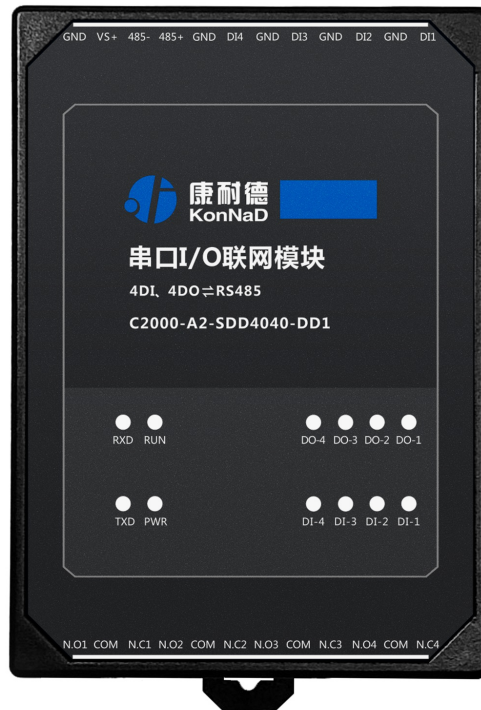 GND VS+ 485- 485+ GND DI4 GND DI3 GND DI2 GND DI1
康耐德
KonNaD
串口I/O联网模块
4DI、4DO⇌RS485
C2000-A2-SDD4040-DD1
RXD RUN DO-4 DO-3 DO-2 DO-1
TXD PWR DI-4 DI-3 DI-2 DI-1
N.O1 COM N.C1 N.O2 COM N.C2 N.O3 COM N.C3 N.O4 COM N.C4